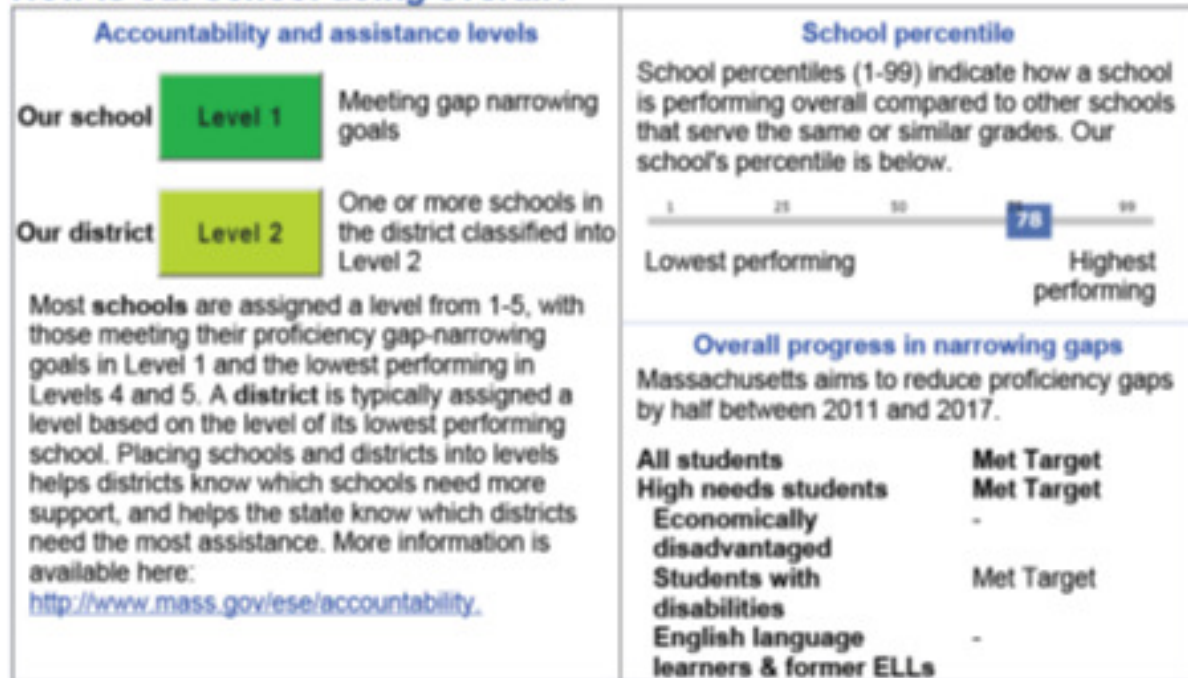 Accountability and assistance levels
Our school
Level 1
Meeting gap narrowing
goals
Our district
Level 2
One or more schools in
the district classified into
Level 2
Most schools are assigned a level from 1-5, with
those meeting their proficiency gap-narrowing
goals in Level 1 and the lowest performing in
Levels 4 and 5. A district is typically assigned a
level based on the level of its lowest performing
school. Placing schools and districts into levels
helps districts know which schools need more
support, and helps the state know which districts
need the most assistance. More information is
available here:
http://www.mass.gov/ese/accountability.
School percentile
School percentiles (1-99) indicate how a school
is performing overall compared to other schools
that serve the same or similar grades. Our
school's percentile is below.
1 25 50 99
78
Lowest performing
Highest
performing
Overall progress in narrowing gaps
Massachusetts aims to reduce proficiency gaps
by half between 2011 and 2017.
All students Met Target
High needs students Met Target
Economically -
disadvantaged
Students with Met Target
disabilities
English language -
learners & former ELLs